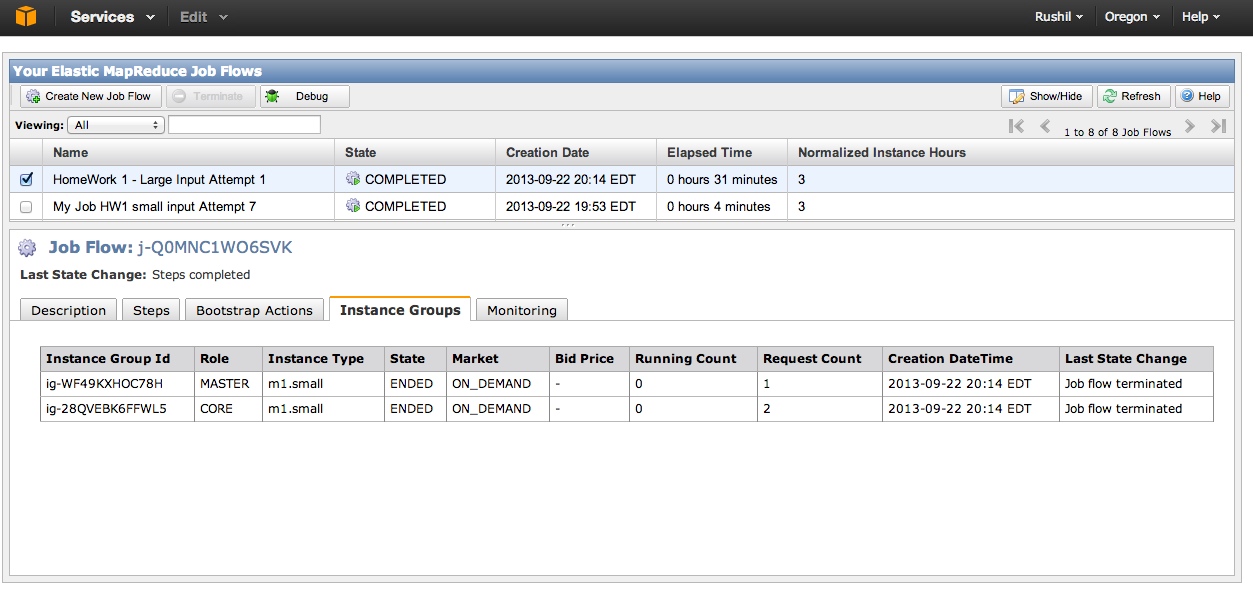 Services Edit Rushil Oregon Help
Your Elastic MapReduce Job Flows
Create New Job Flow Terminate Debug Show/Hide Refresh Help
Viewing: All 1 to 8 of 8 Job Flows
Name State Creation Date Elapsed Time Normalized Instance Hours
HomeWork 1 - Large Input Attempt 1 COMPLETED 2013-09-22 20:14 EDT 0 hours 31 minutes 3
My Job HW1 small input Attempt 7 COMPLETED 2013-09-22 19:53 EDT 0 hours 4 minutes 3
Job Flow: j-Q0MNC1WO6SVK
Last State Change: Steps completed
Description Steps Bootstrap Actions Instance Groups Monitoring
Instance Group Id Role Instance Type State Market Bid Price Running Count Request Count Creation DateTime Last State Change
ig-WF49KXHOC78H MASTER m1.small ENDED ON_DEMAND - 0 1 2013-09-22 20:14 EDT Job flow terminated
ig-28QVEBK6FFWL5 CORE m1.small ENDED ON_DEMAND - 0 2 2013-09-22 20:14 EDT Job flow terminated